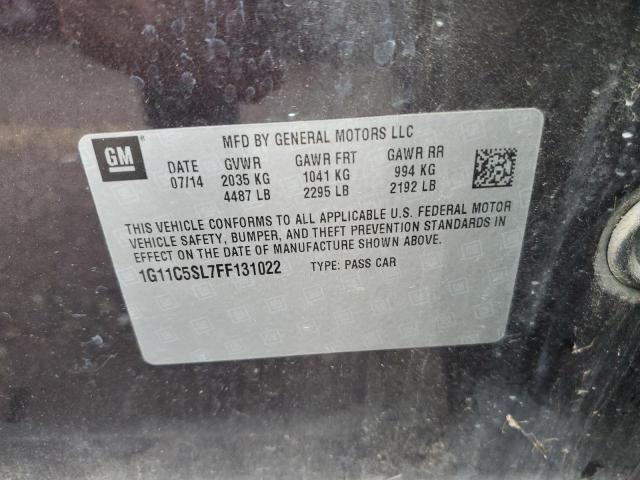 GM
MFD BY GENERAL MOTORS LLC
DATE GVWR GAWR FRT GAWR RR
07/14 2035 KG 1041 KG 994 KG
4487 LB 2295 LB 2192 LB
THIS VEHICLE CONFORMS TO ALL APPLICABLE U.S. FEDERAL MOTOR
VEHICLE SAFETY, BUMPER, AND THEFT PREVENTION STANDARDS IN
EFFECT ON THE DATE OF MANUFACTURE SHOWN ABOVE.
1G11C5SL7FF131022 TYPE: PASS CAR